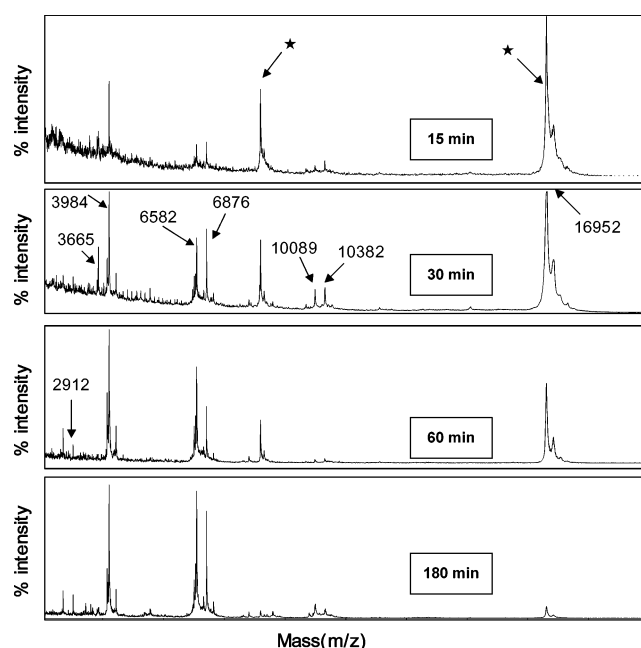 % intensity
★
★
15 min
% intensity
3984
3665
6582
6876
10089
10382
16952
30 min
% intensity
2912
60 min
% intensity
180 min
Mass(m/z)